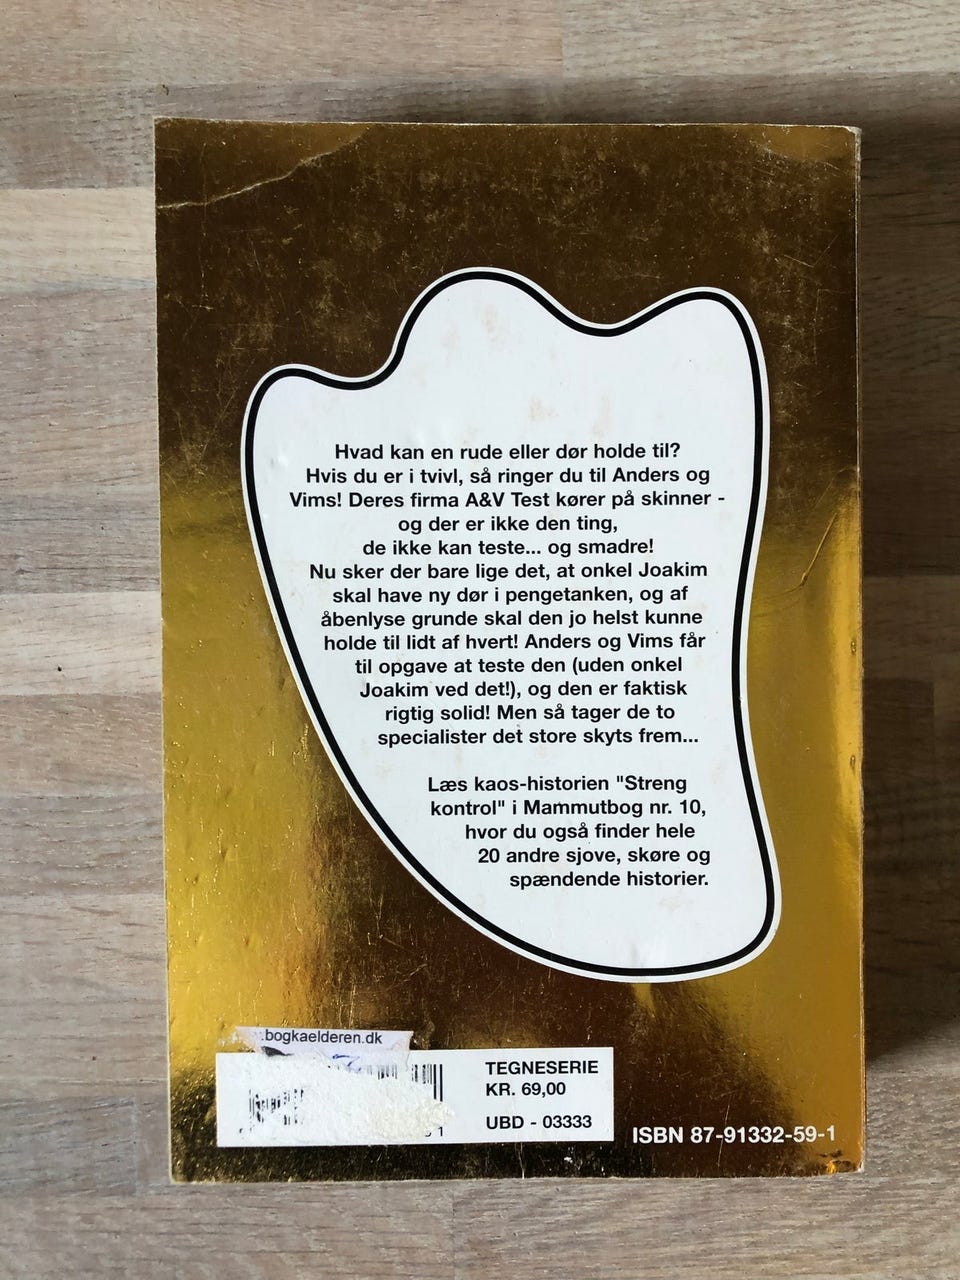 Hvad kan en rude eller dør holde til?
Hvis du er i tvivl, så ringer du til Anders og
Vims! Deres firma A&V Test kører på skinner -
og der er ikke den ting,
de ikke kan teste... og smadre!
Nu sker der bare lige det, at onkel Joakim
skal have ny dør i pengetanken, og af
åbenlyse grunde skal den jo helst kunne
holde til lidt af hvert! Anders og Vims får
til opgave at teste den (uden onkel
Joakim ved det!), og den er faktisk
rigtig solid! Men så tager de to
specialister det store skyts frem...
Læs kaos-historien "Streng
kontrol" i Mammutbog nr. 10,
hvor du også finder hele
20 andre sjove, skøre og
spændende historier.
.bogkaelderen.dk
TEGNESERIE
KR. 69,00
UBD - 03333
ISBN 87-91332-59-1